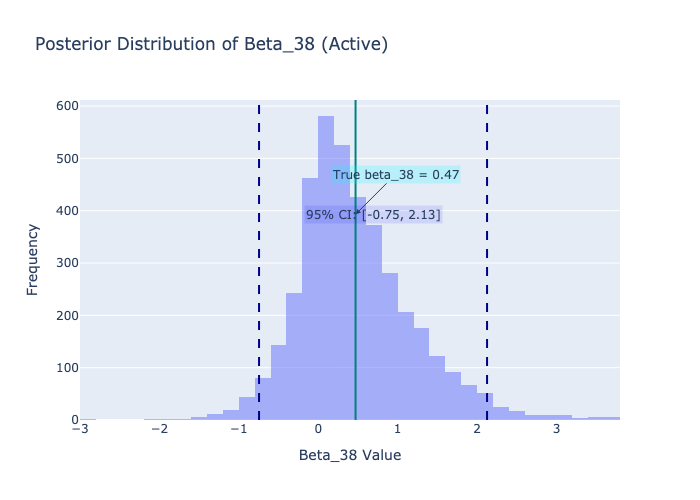 Posterior Distribution of Beta_38 (Active)
600
500
400
300
200
100
0
Frequency
True beta_38 = 0.47
95% CI: [-0.75, 2.13]
−3
−2
−1
0
1
2
3
Beta_38 Value